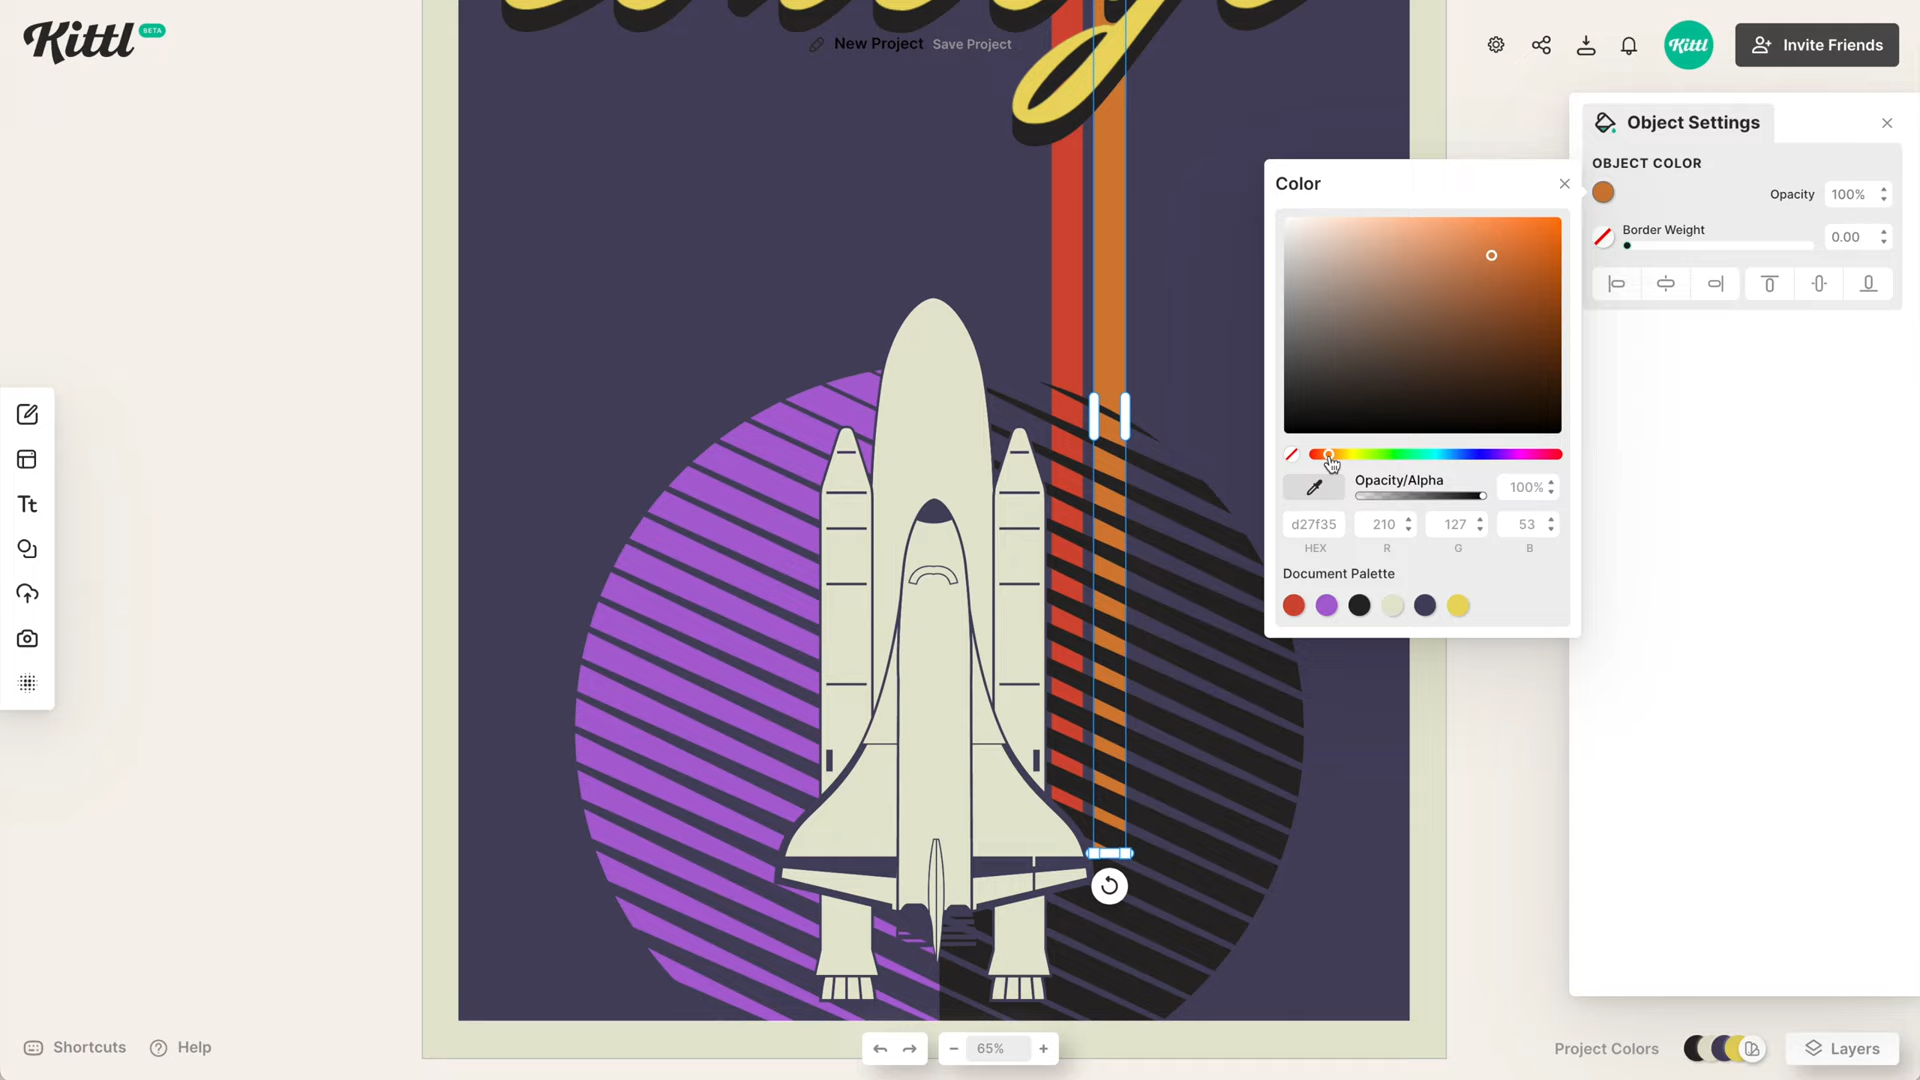 Kittl BETA
New Project Save Project
Kittl
Invite Friends
Object Settings
OBJECT COLOR
Opacity 100%
Border Weight
0.00
Color
Opacity/Alpha
100%
d27f35 210 127 53
HEX R G B
Document Palette
Tt
Shortcuts Help
65%
Project Colors
Layers